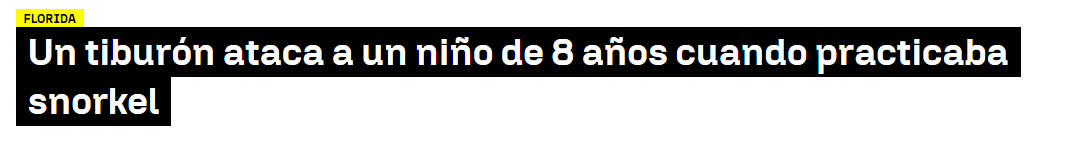 FLORIDA
Un tiburón ataca a un niño de 8 años cuando practicaba
snorkel